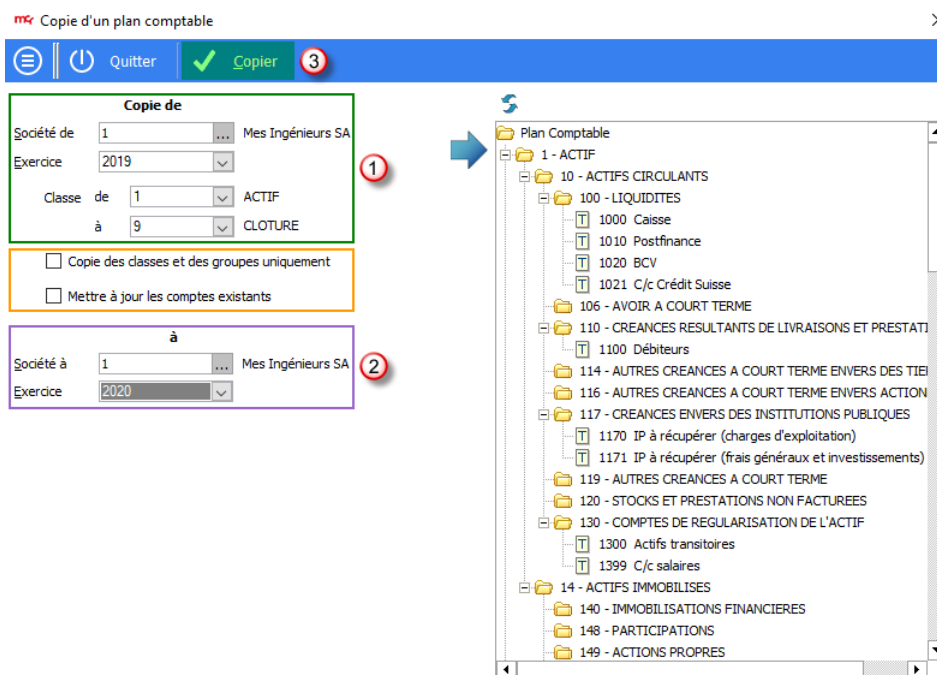 mcr Copie d'un plan comptable
Quitter
Copier
3
Copie de
Société de 1 ... Mes Ingénieurs SA
Exercice 2019
1
Classe de 1 ACTIF
à 9 CLOTURE
Copie des classes et des groupes uniquement
Mettre à jour les comptes existants
à
Société à 1 ... Mes Ingénieurs SA
2
Exercice 2020
Plan Comptable
1 - ACTIF
10 - ACTIFS CIRCULANTS
100 - LIQUIDITES
T 1000 Caisse
T 1010 Postfinance
T 1020 BCV
T 1021 C/c Crédit Suisse
106 - AVOIR A COURT TERME
110 - CREANCES RESULTANTS DE LIVRAISONS ET PRESTATI
T 1100 Débiteurs
114 - AUTRES CREANCES A COURT TERME ENVERS DES TIE
116 - AUTRES CREANCES A COURT TERME ENVERS ACTION
117 - CREANCES ENVERS DES INSTITUTIONS PUBLIQUES
T 1170 IP à récupérer (charges d'exploitation)
T 1171 IP à récupérer (frais généraux et investissements)
119 - AUTRES CREANCES A COURT TERME
120 - STOCKS ET PRESTATIONS NON FACTUREES
130 - COMPTES DE REGULARISATION DE L'ACTIF
T 1300 Actifs transitoires
T 1399 C/c salaires
14 - ACTIFS IMMOBILISES
140 - IMMOBILISATIONS FINANCIERES
148 - PARTICIPATIONS
149 - ACTIONS PROPRES